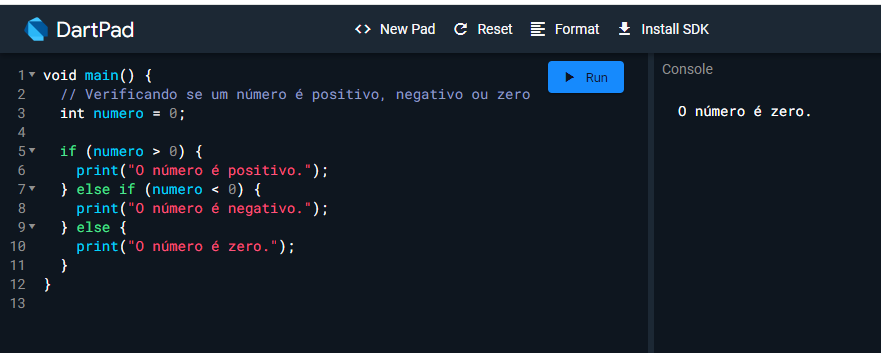 DartPad
<> New Pad
Reset
Format
Install SDK
1 void main() {
2   // Verificando se um número é positivo, negativo ou zero
3   int numero = 0;
4
5   if (numero > 0) {
6     print("O número é positivo.");
7   } else if (numero < 0) {
8     print("O número é negativo.");
9   } else {
10     print("O número é zero.");
11   }
12 }
13
Run
Console
O número é zero.